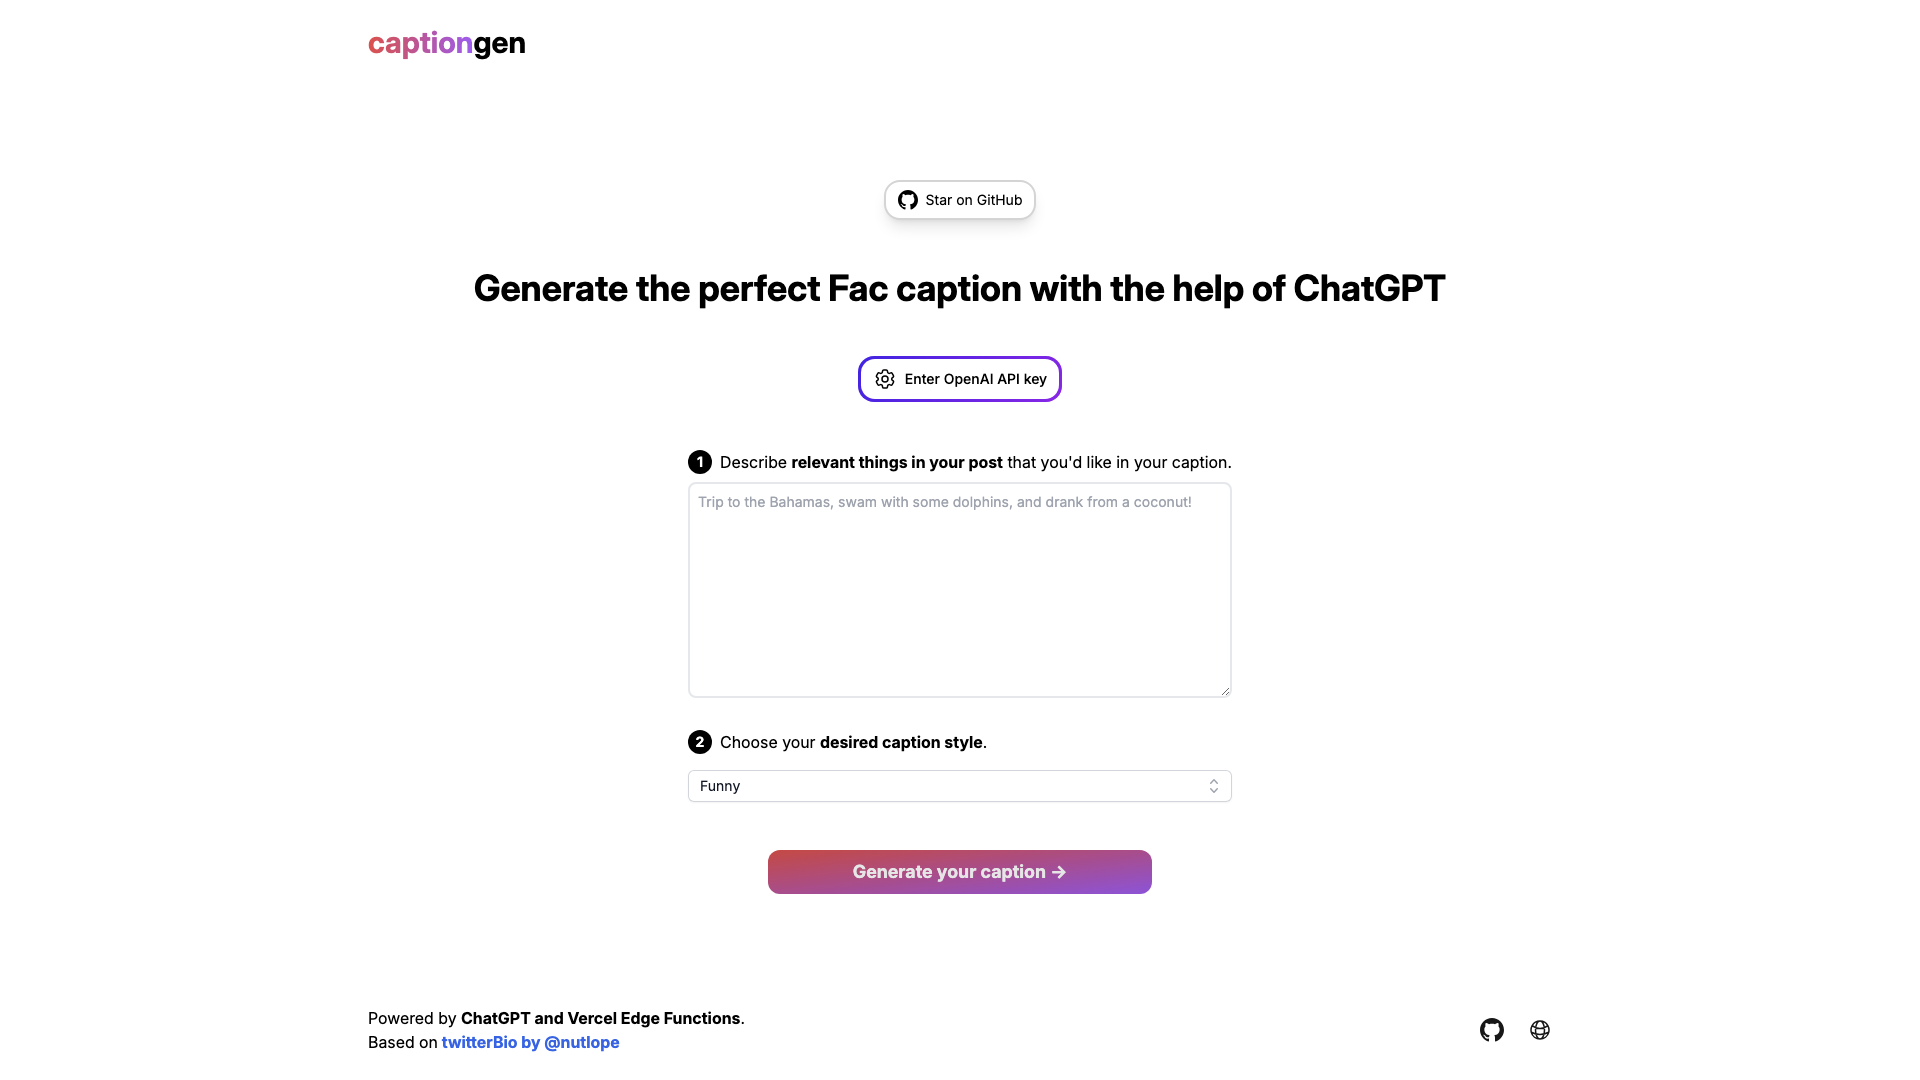 captiongen
Star on GitHub
Generate the perfect Fac caption with the help of ChatGPT
Enter OpenAI API key
1 Describe relevant things in your post that you'd like in your caption.
Trip to the Bahamas, swam with some dolphins, and drank from a coconut!
2 Choose your desired caption style.
Funny
Generate your caption →
Powered by ChatGPT and Vercel Edge Functions.
Based on twitterBio by @nutlope